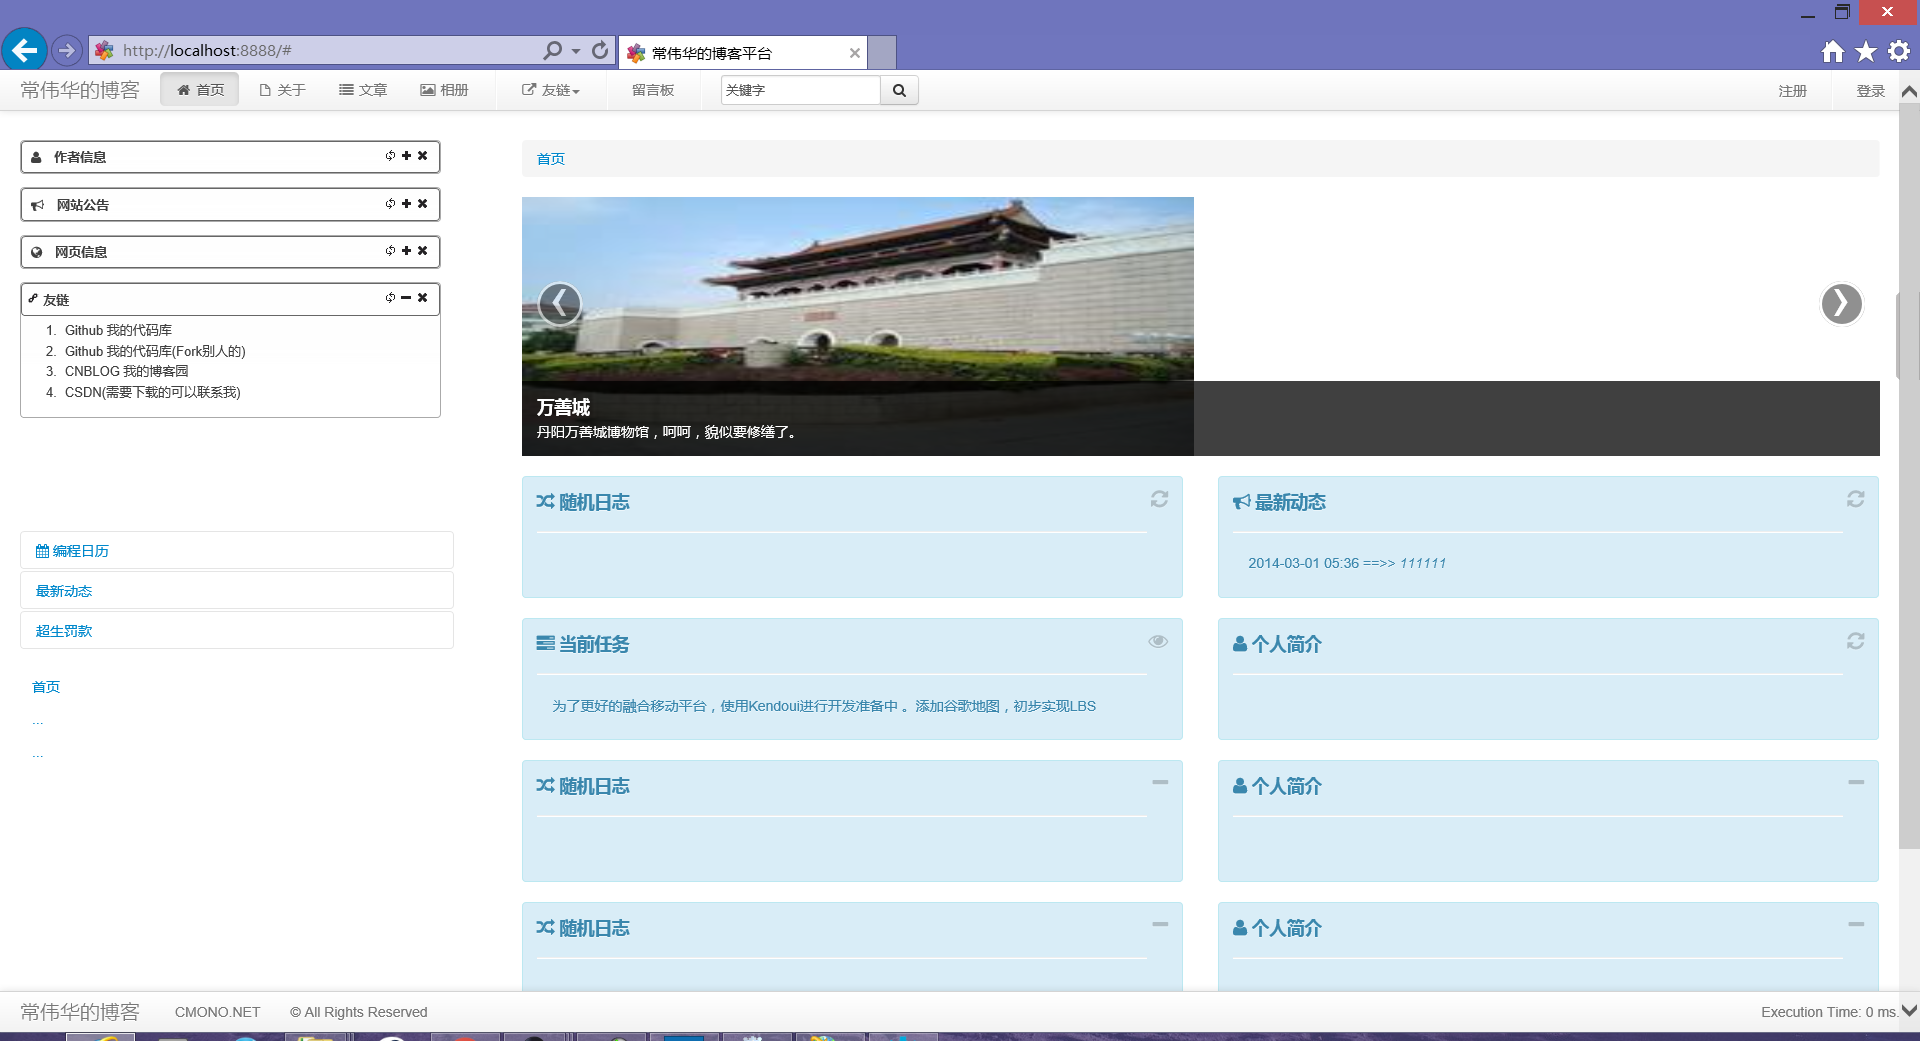 http://localhost:8888/#
常伟华的博客平台
常伟华的博客
首页
关于
文章
相册
友链
留言板
关键字
注册
登录
作者信息
网站公告
网页信息
友链
1. Github 我的代码库
2. Github 我的代码库(Fork别人的)
3. CNBLOG 我的博客园
4. CSDN(需要下载的可以联系我)
编程日历
最新动态
超生罚款
首页
...
...
首页
万善城
丹阳万善城博物馆，呵呵，貌似要修缮了。
随机日志
最新动态
2014-03-01 05:36 ==>> 111111
当前任务
为了更好的融合移动平台，使用Kendoui进行开发准备中 。添加谷歌地图，初步实现LBS
个人简介
随机日志
个人简介
随机日志
个人简介
常伟华的博客
CMONO.NET
© All Rights Reserved
Execution Time: 0 ms.